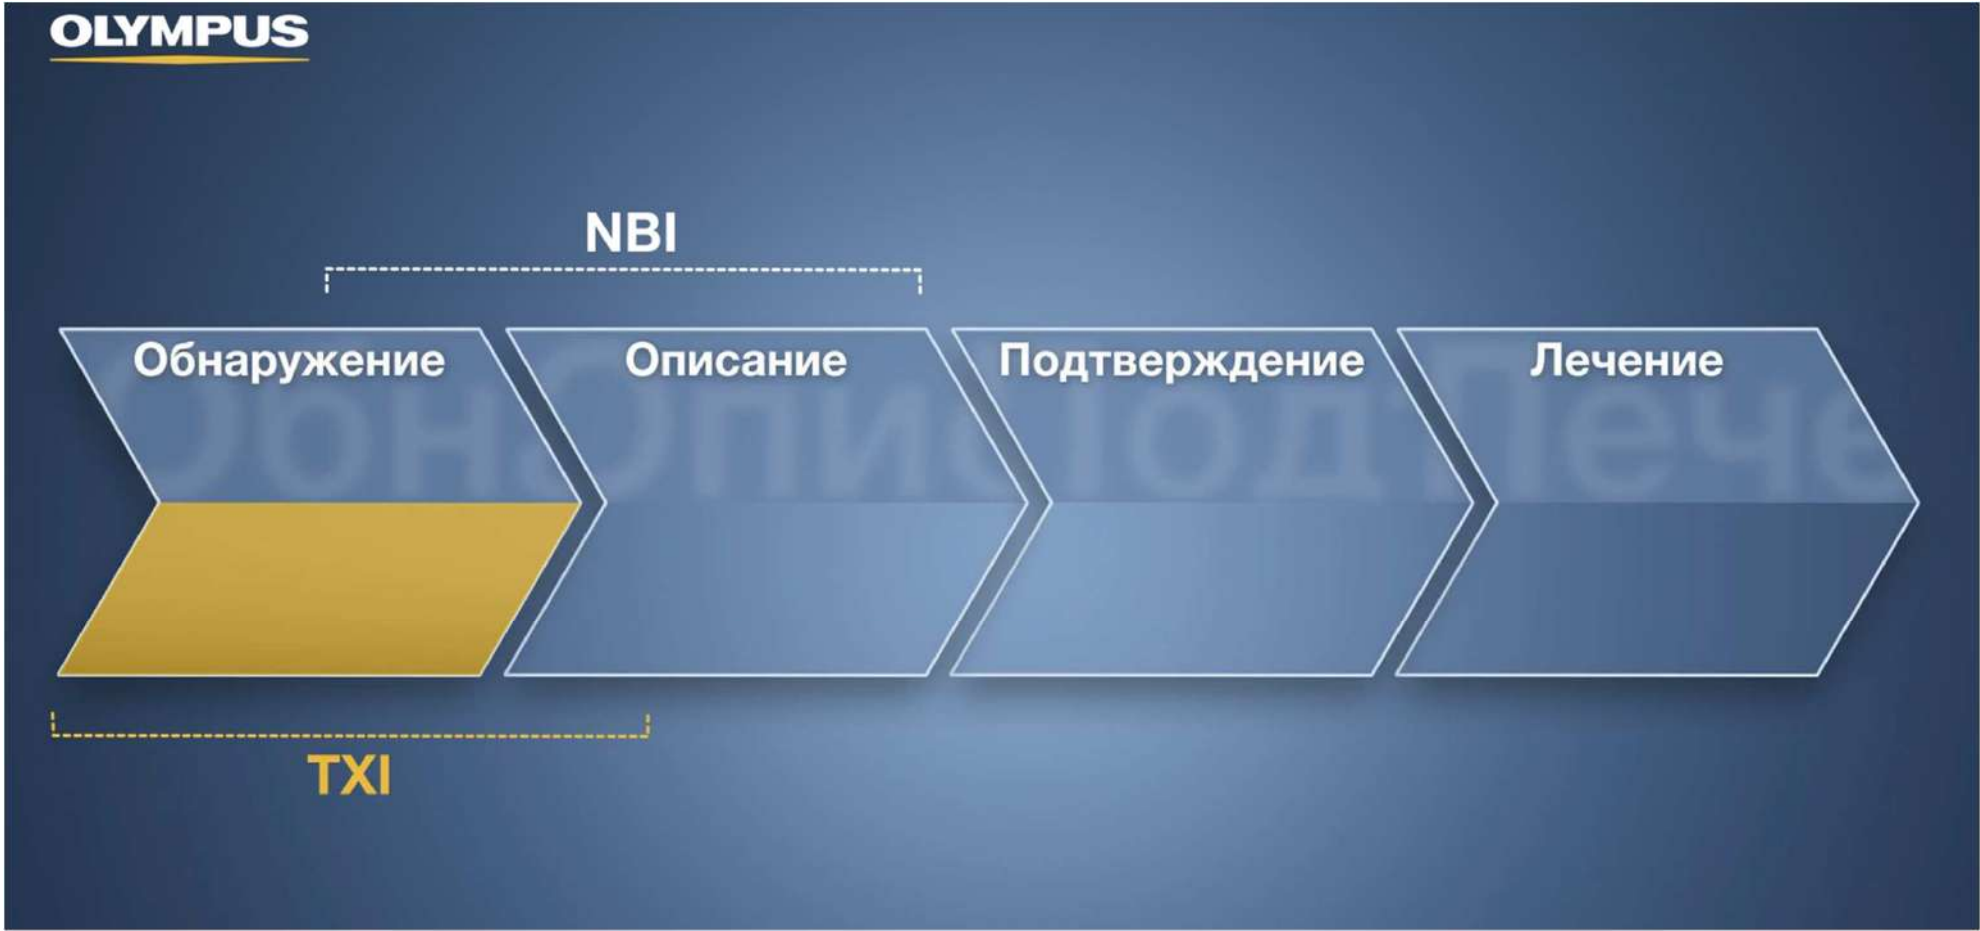 OLYMPUS
NBI
Обнаружение
Описание
Подтверждение
Лечение
TXI